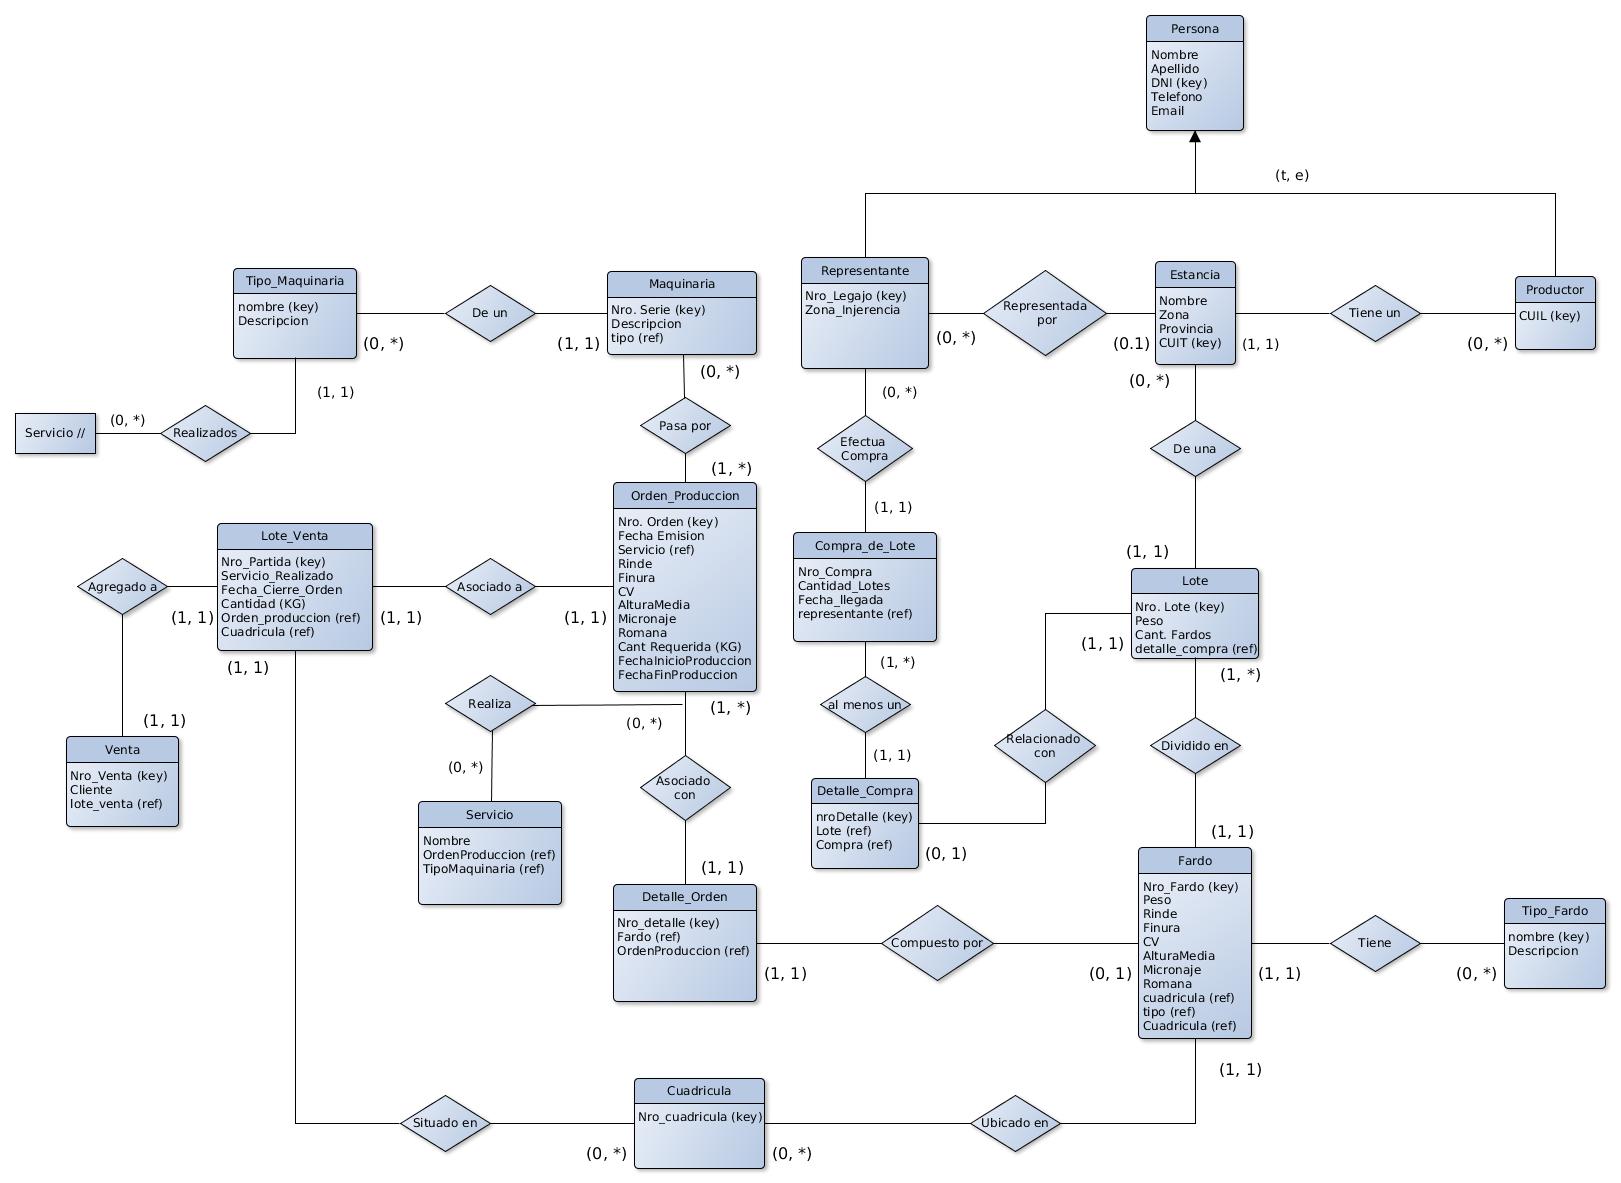 Persona
Nombre
Apellido
DNI (key)
Telefono
Email
(t, e)
Tipo_Maquinaria
nombre (key)
Descripcion
(0, *)
De un
(1, 1)
Maquinaria
Nro. Serie (key)
Descripcion
tipo (ref)
(0, *)
Representante
Nro_Legajo (key)
Zona_Injerencia
(0, *)
Representada
por
(0.1)
Estancia
Nombre
Zona
Provincia
CUIT (key)
(1, 1)
Tiene un
(0, *)
Productor
CUIL (key)
(0, *)
(0, *)
(1, 1)
Servicio //
(0, *)
Realizados
Pasa por
(1, *)
Efectua
Compra
(1, 1)
De una
(1, 1)
Orden_Produccion
Nro. Orden (key)
Fecha Emision
Servicio (ref)
Rinde
Finura
CV
AlturaMedia
Micronaje
Romana
Cant Requerida (KG)
FechaInicioProduccion
FechaFinProduccion
Lote_Venta
Nro_Partida (key)
Servicio_Realizado
Fecha_Cierre_Orden
Cantidad (KG)
Orden_produccion (ref)
Cuadricula (ref)
Agregado a
(1, 1)
(1, 1)
Asociado a
(1, 1)
(1, 1)
(1, 1)
Venta
Nro_Venta (key)
Cliente
lote_venta (ref)
Compra_de_Lote
Nro_Compra
Cantidad_Lotes
Fecha_llegada
representante (ref)
(1, *)
al menos un
(1, 1)
Lote
Nro. Lote (key)
Peso
Cant. Fardos
detalle_compra (ref)
(1, 1)
(1, *)
Relacionado
con
Dividido en
(1, 1)
Realiza
(0, *)
(1, *)
(0, *)
Servicio
Nombre
OrdenProduccion (ref)
TipoMaquinaria (ref)
Asociado
con
(1, 1)
Detalle_Compra
nroDetalle (key)
Lote (ref)
Compra (ref)
(0, 1)
Detalle_Orden
Nro_detalle (key)
Fardo (ref)
OrdenProduccion (ref)
(1, 1)
Compuesto por
(0, 1)
Fardo
Nro_Fardo (key)
Peso
Rinde
Finura
CV
AlturaMedia
Micronaje
Romana
cuadricula (ref)
tipo (ref)
Cuadricula (ref)
(1, 1)
Tiene
(0, *)
Tipo_Fardo
nombre (key)
Descripcion
(1, 1)
Situado en
(0, *)
Cuadricula
Nro_cuadricula (key)
(0, *)
Ubicado en